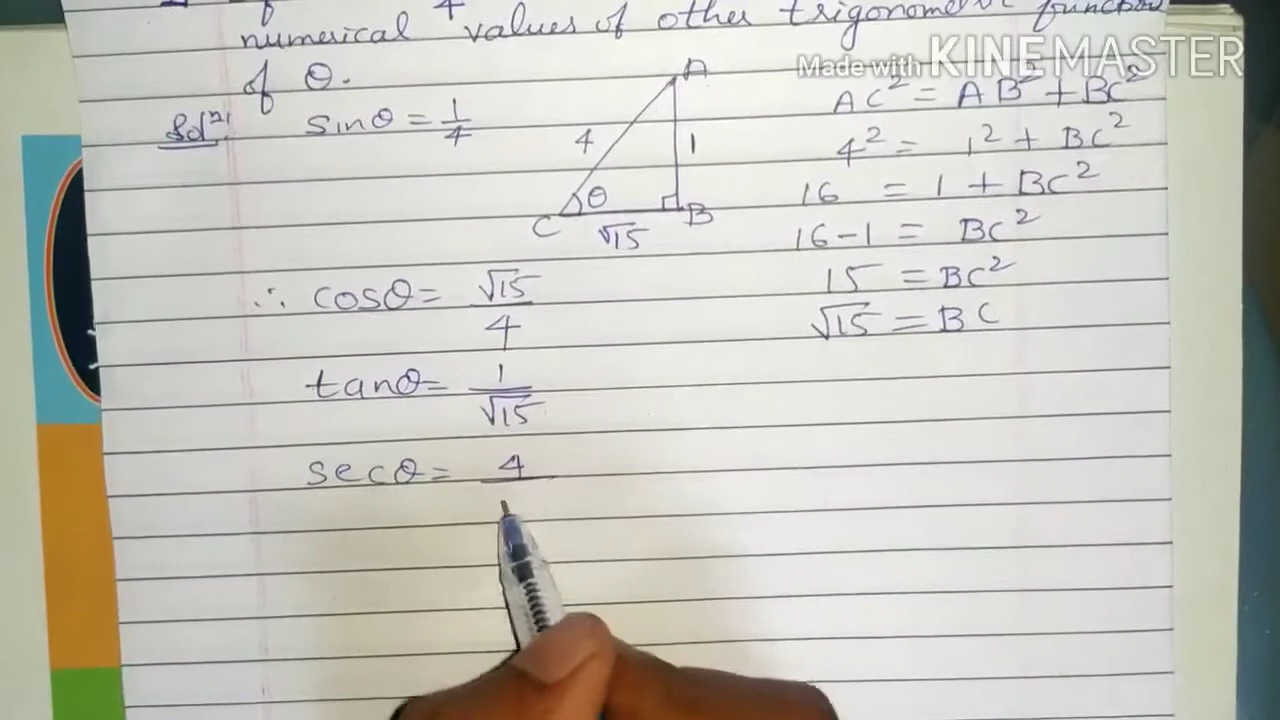 numerical values of other trigonometric function
of θ.
Made with KINEMASTER
Sol²ⁿ
sinθ = 1/4
A
4
1
θ
C
B
√15
AC² = AB² + BC²
4² = 1² + BC²
16 = 1 + BC²
16-1 = BC²
15 = BC²
√15 = BC
∴ cosθ = √15/4
tanθ = 1/√15
secθ = 4